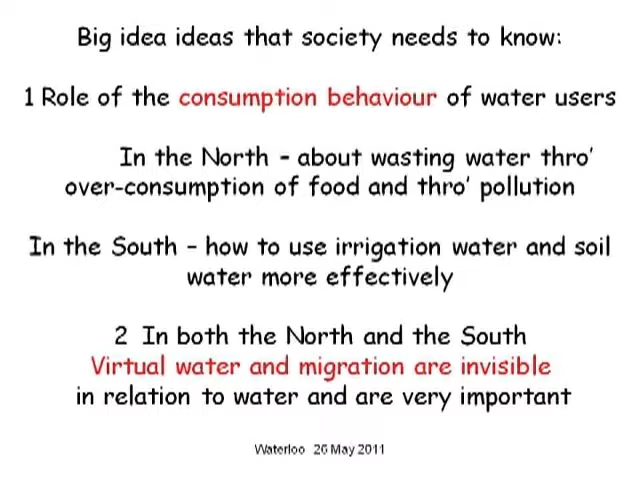 Big idea ideas that society needs to know:
1 Role of the consumption behaviour of water users
In the North - about wasting water thro'
over-consumption of food and thro' pollution
In the South – how to use irrigation water and soil
water more effectively
2 In both the North and the South
Virtual water and migration are invisible
in relation to water and are very important
Waterloo 26 May 2011